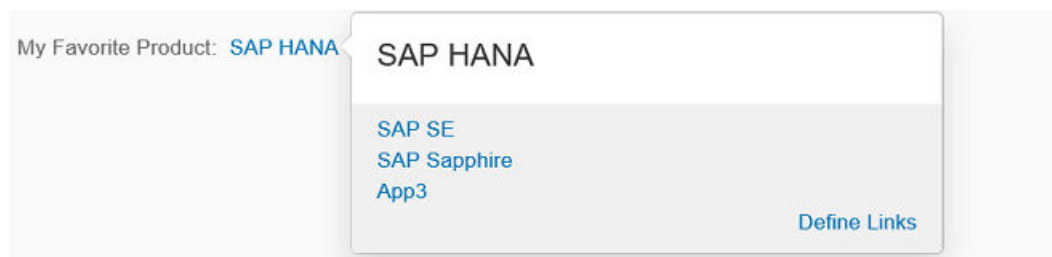 My Favorite Product: SAP HANA
SAP HANA
SAP SE
SAP Sapphire
App3
Define Links